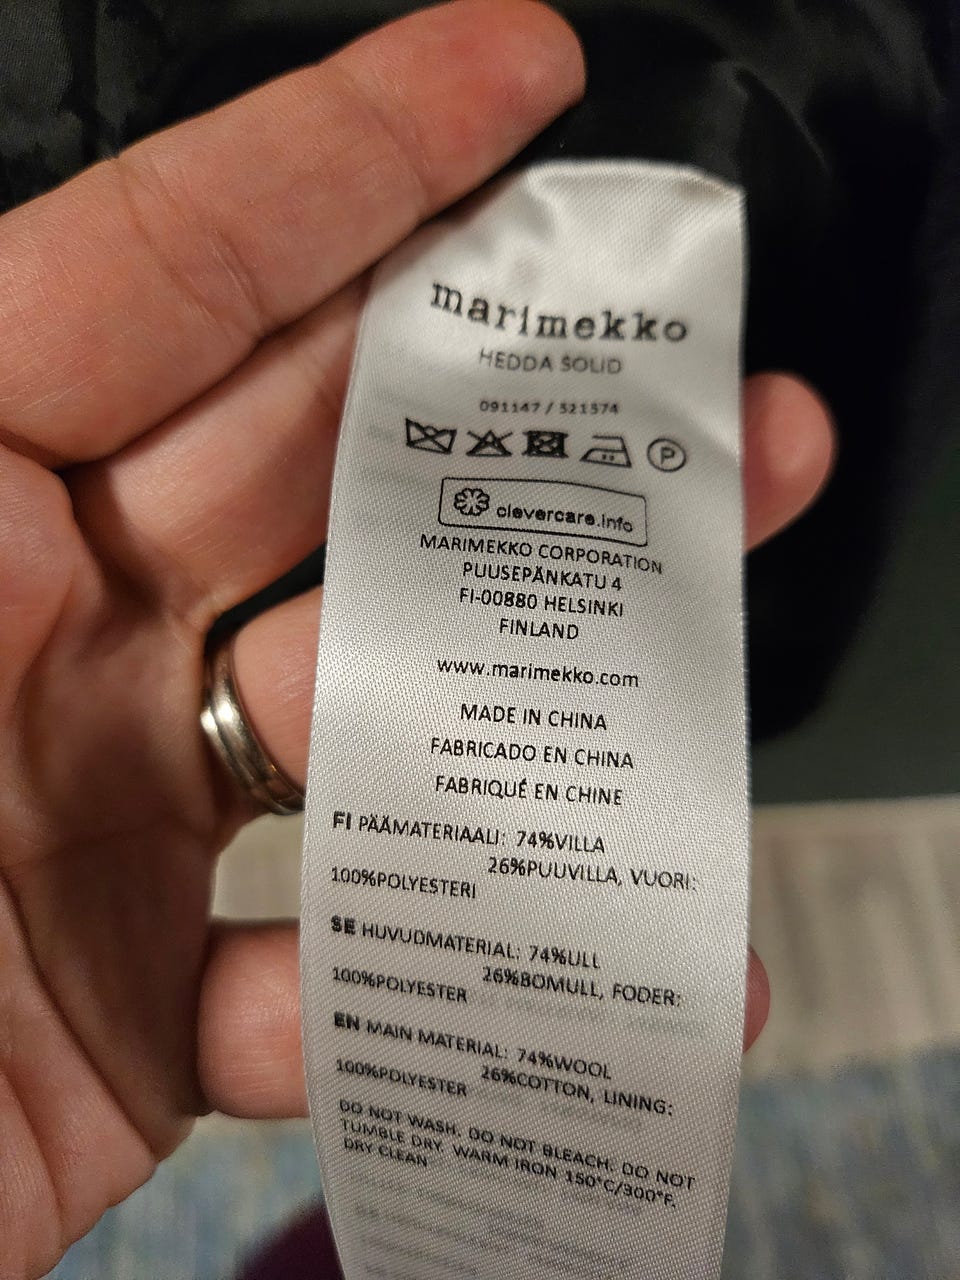 marimekko
HEDDA SOLID
091147 / 521574
P
clevercare.info
MARIMEKKO CORPORATION
PUUSEPÄNKATU 4
FI-00880 HELSINKI
FINLAND
www.marimekko.com
MADE IN CHINA
FABRICADO EN CHINA
FABRIQUÉ EN CHINE
FI PÄÄMATERIAALI: 74%VILLA
26%PUUVILLA, VUORI:
100%POLYESTERI
SE HUVUDMATERIAL: 74%ULL
26%BOMULL, FODER:
100%POLYESTER
EN MAIN MATERIAL: 74%WOOL
26%COTTON, LINING:
100%POLYESTER
DO NOT WASH. DO NOT BLEACH. DO NOT
TUMBLE DRY. WARM IRON 150°C/300°F.
DRY CLEAN